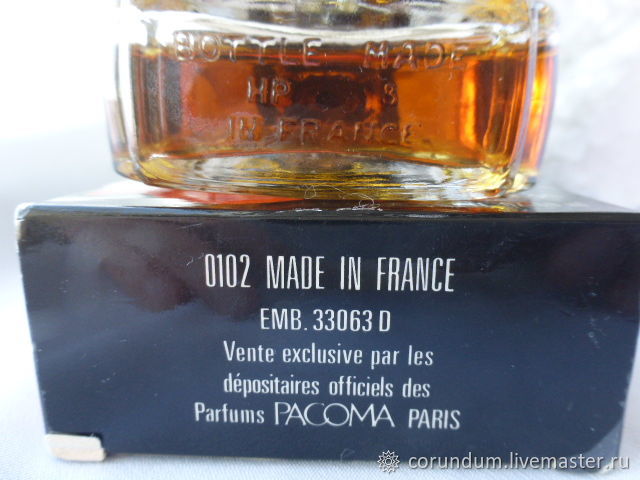 BOTTLE MADE
HP 8
IN FRANCE
0102 MADE IN FRANCE
EMB. 33063 D
Vente exclusive par les
dépositaires officiels des
Parfums PACOMA PARIS
corundum.livemaster.ru